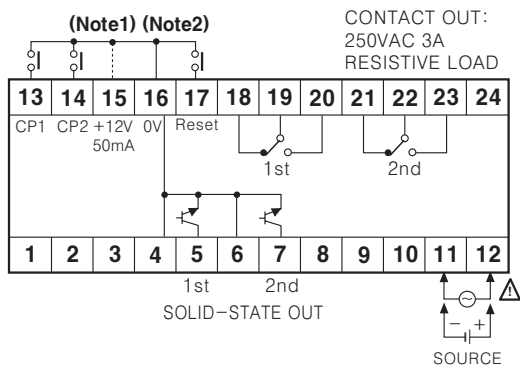 (Note1) (Note2)
CONTACT OUT:
250VAC 3A
RESISTIVE LOAD
13 14 15 16 17 18 19 20 21 22 23 24
CP1 CP2 +12V 0V Reset
50mA
1st 2nd
1 2 3 4 5 6 7 8 9 10 11 12
1st 2nd
SOLID-STATE OUT
− +
SOURCE